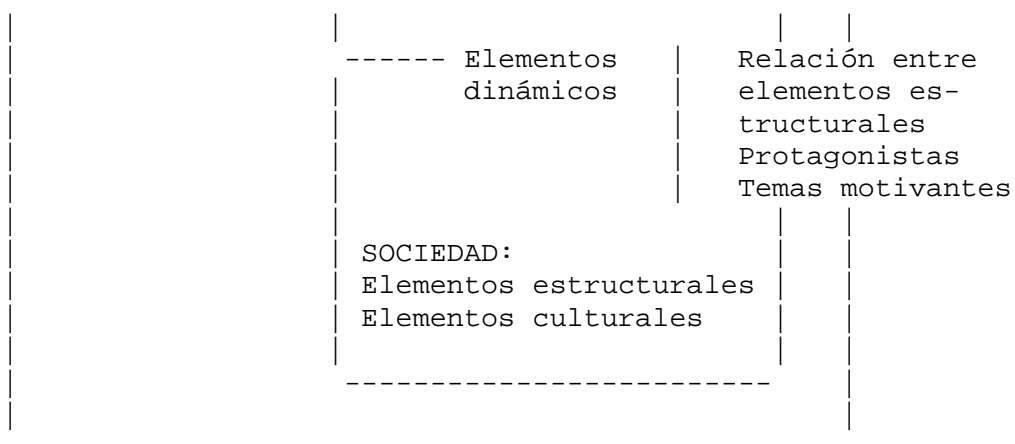 ------ Elementos | Relación entre
dinámicos | elementos es-
| tructurales
| Protagonistas
| Temas motivantes
SOCIEDAD:
Elementos estructurales
Elementos culturales
-------------------------